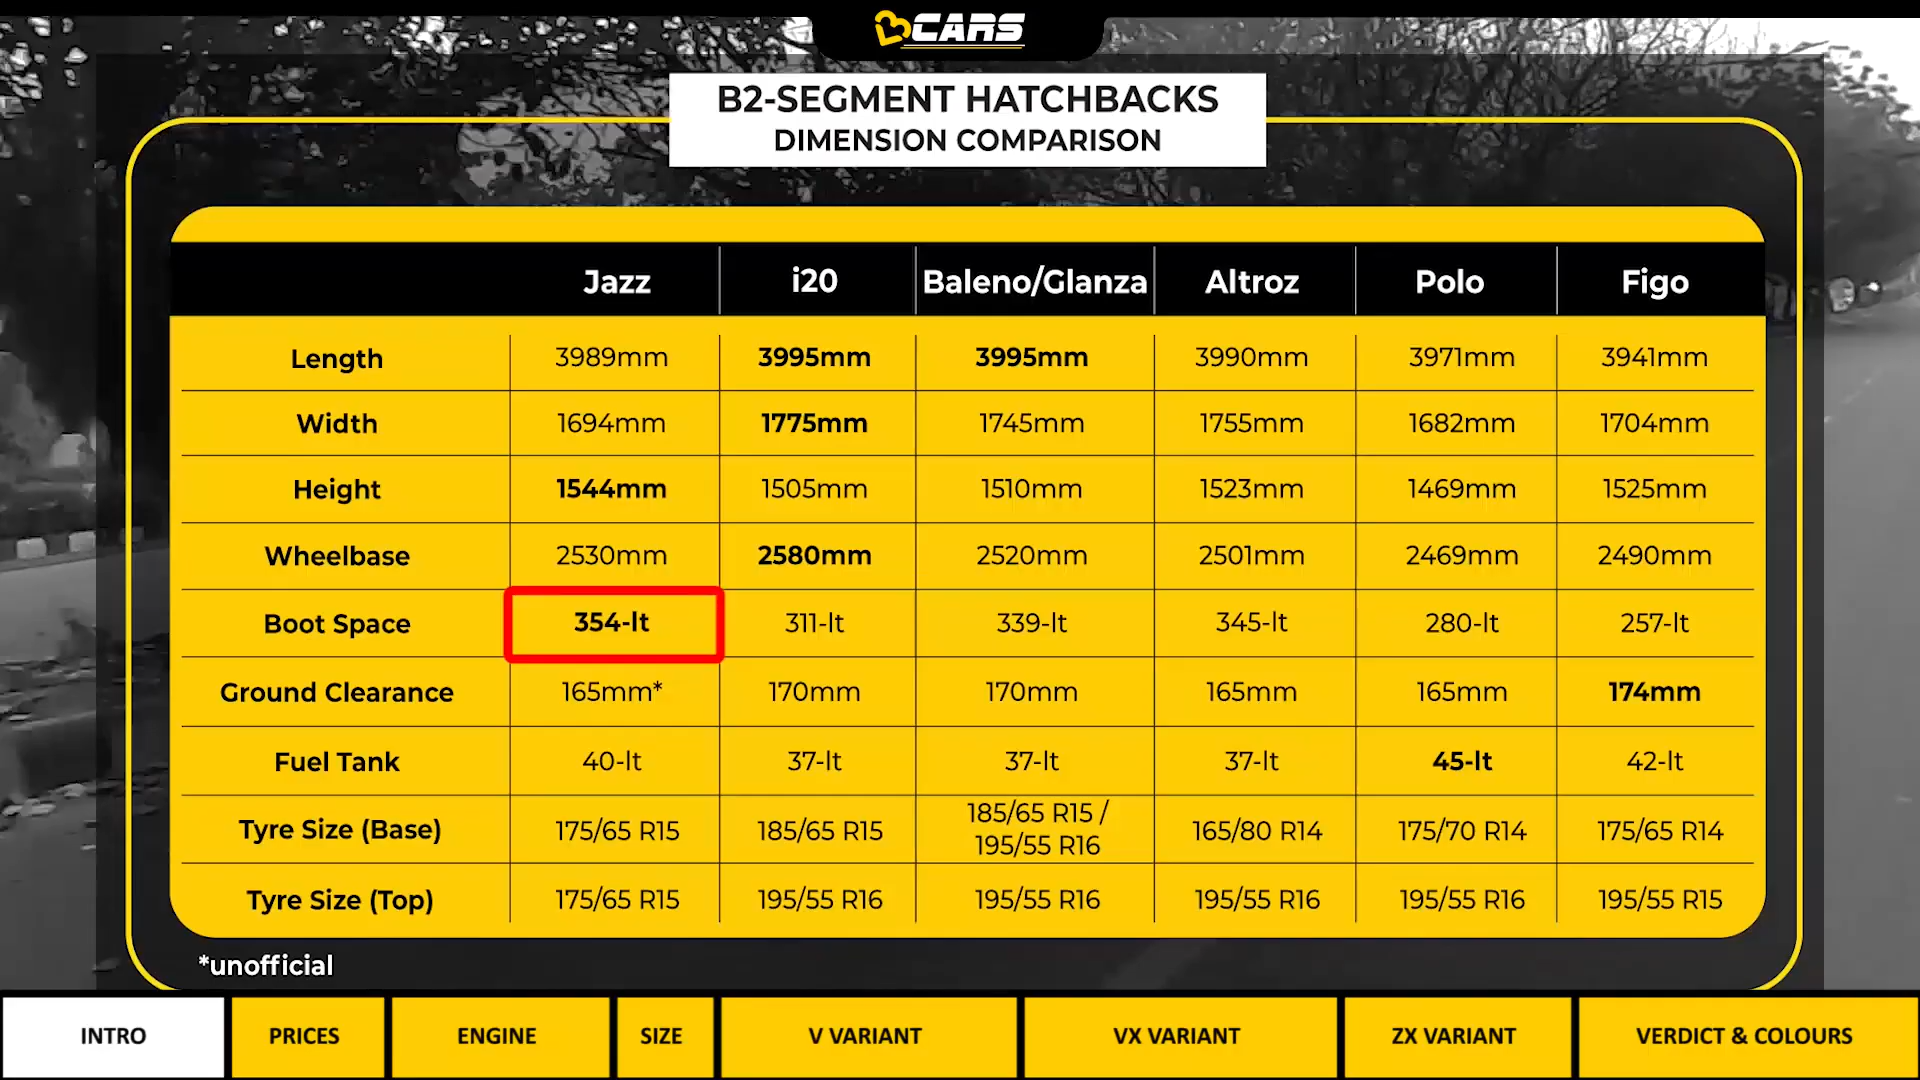 CARS
B2-SEGMENT HATCHBACKS
DIMENSION COMPARISON
Jazz i20 Baleno/Glanza Altroz Polo Figo
Length 3989mm 3995mm 3995mm 3990mm 3971mm 3941mm
Width 1694mm 1775mm 1745mm 1755mm 1682mm 1704mm
Height 1544mm 1505mm 1510mm 1523mm 1469mm 1525mm
Wheelbase 2530mm 2580mm 2520mm 2501mm 2469mm 2490mm
Boot Space 354-lt 311-lt 339-lt 345-lt 280-lt 257-lt
Ground Clearance 165mm* 170mm 170mm 165mm 165mm 174mm
Fuel Tank 40-lt 37-lt 37-lt 37-lt 45-lt 42-lt
Tyre Size (Base) 175/65 R15 185/65 R15 185/65 R15 / 195/55 R16 165/80 R14 175/70 R14 175/65 R14
Tyre Size (Top) 175/65 R15 195/55 R16 195/55 R16 195/55 R16 195/55 R16 195/55 R15
*unofficial
INTRO PRICES ENGINE SIZE V VARIANT VX VARIANT ZX VARIANT VERDICT & COLOURS